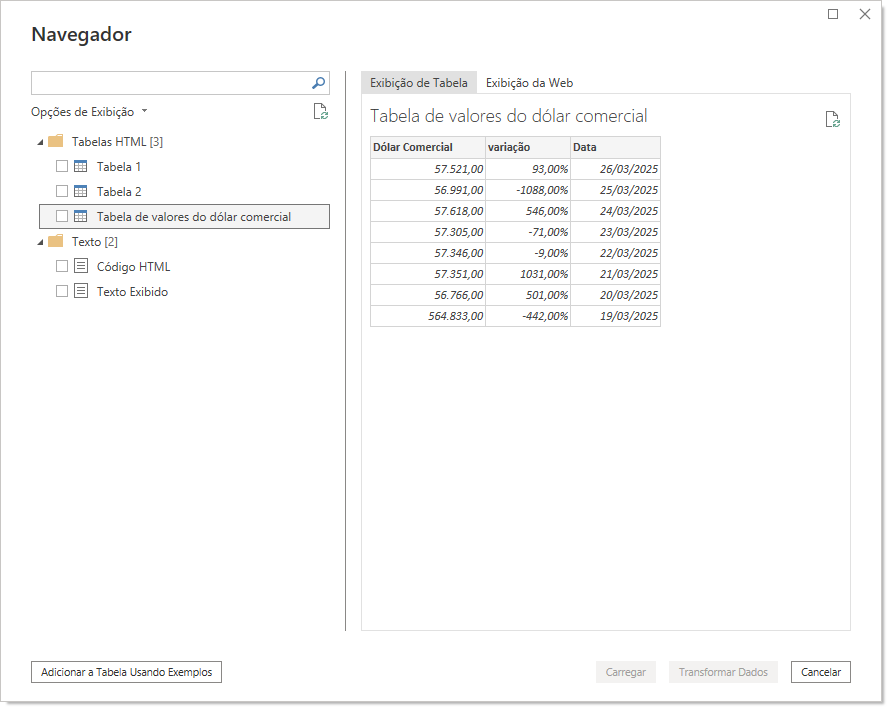 Navegador
Opções de Exibição
Tabelas HTML [3]
Tabela 1
Tabela 2
Tabela de valores do dólar comercial
Texto [2]
Código HTML
Texto Exibido
Exibição de Tabela Exibição da Web
Tabela de valores do dólar comercial
Dólar Comercial variação Data
57.521,00 93,00% 26/03/2025
56.991,00 -1088,00% 25/03/2025
57.618,00 546,00% 24/03/2025
57.305,00 -71,00% 23/03/2025
57.346,00 -9,00% 22/03/2025
57.351,00 1031,00% 21/03/2025
56.766,00 501,00% 20/03/2025
564.833,00 -442,00% 19/03/2025
Adicionar a Tabela Usando Exemplos Carregar Transformar Dados Cancelar